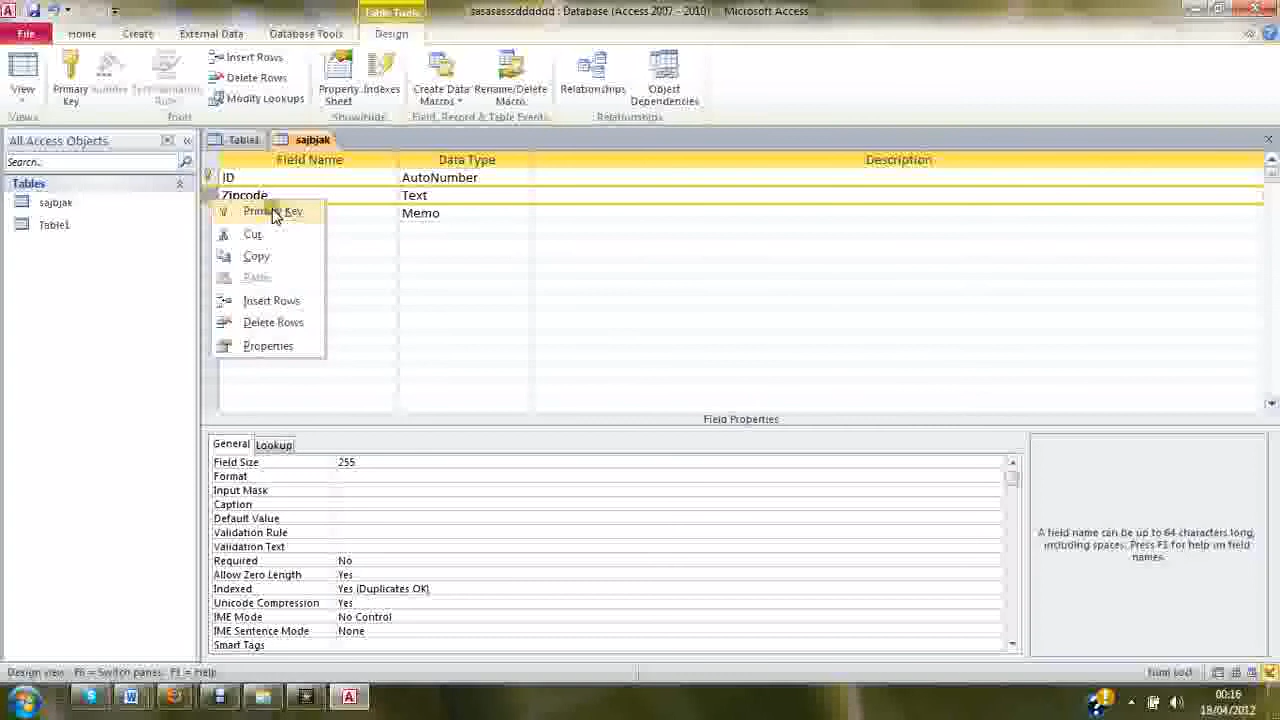 Table Tools
sasasesssdddddd : Database (Access 2007 - 2010) - Microsoft Access
File Home Create External Data Database Tools Design
View
Primary Key
Insert Rows
Delete Rows
Modify Lookups
Property Sheet
Indexes
Create Data Macros
Rename/Delete Macro
Relationships
Object Dependencies
Views
Tools
Show/Hide
Field, Record & Table Events
Relationships
All Access Objects
Search...
Tables
sajbjak
Table1
Table1 sajbjak
Field Name Data Type Description
ID AutoNumber
Zipcode Text
Memo
Primary Key
Cut
Copy
Paste
Insert Rows
Delete Rows
Properties
Field Properties
General Lookup
Field Size 255
Format
Input Mask
Caption
Default Value
Validation Rule
Validation Text
Required No
Allow Zero Length Yes
Indexed Yes (Duplicates OK)
Unicode Compression Yes
IME Mode No Control
IME Sentence Mode None
Smart Tags
A field name can be up to 64 characters long,
including spaces. Press F1 for help on field
names.
Design view. F6 = Switch panes. F1 = Help.
Num Lock
00:16
18/04/2012